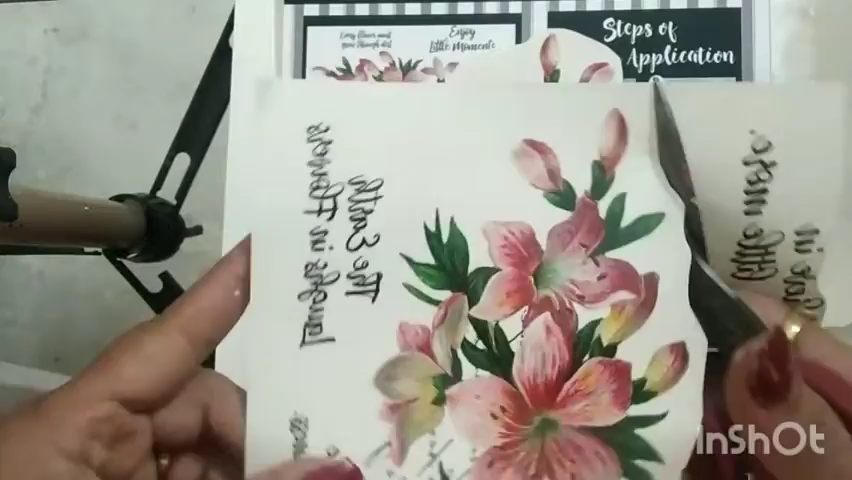 Every flower must
grow through dirt
Enjoy
Little Moments
Steps of
Application
The Earth
Laughs in Flowers
Little
in
InShOt